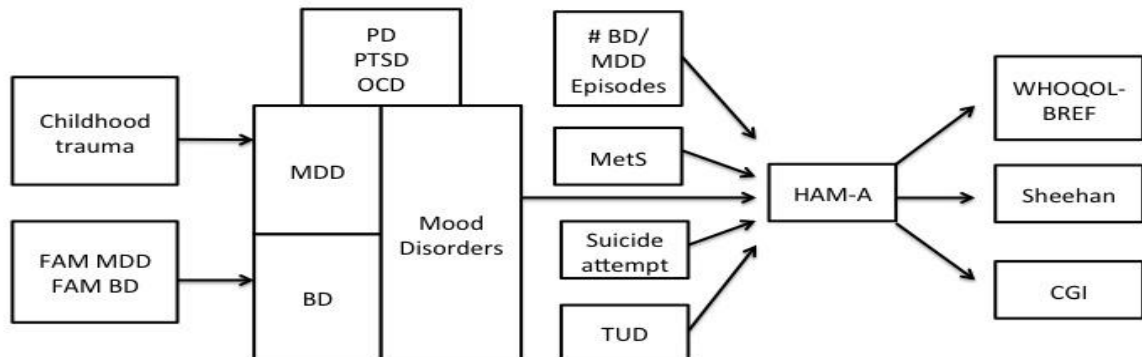 Childhood
trauma
FAM MDD
FAM BD
PD
PTSD
OCD
MDD
BD
Mood
Disorders
# BD/
MDD
Episodes
MetS
Suicide
attempt
TUD
HAM-A
WHOQOL-
BREF
Sheehan
CGI